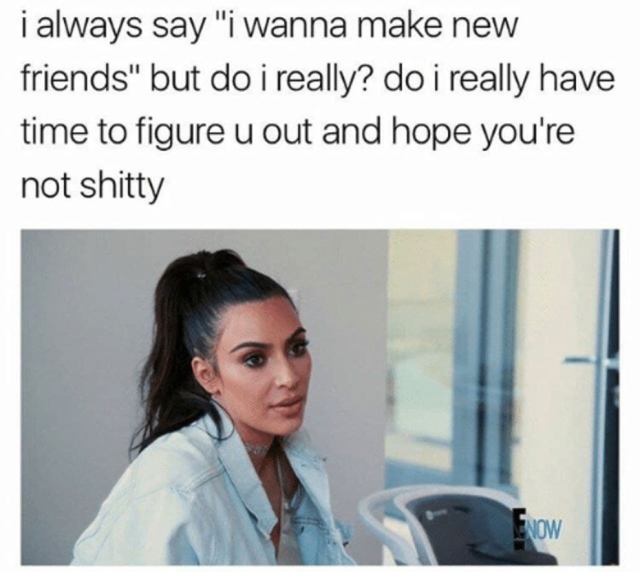 i always say "i wanna make new
friends" but do i really? do i really have
time to figure u out and hope you're
not shitty
E NOW